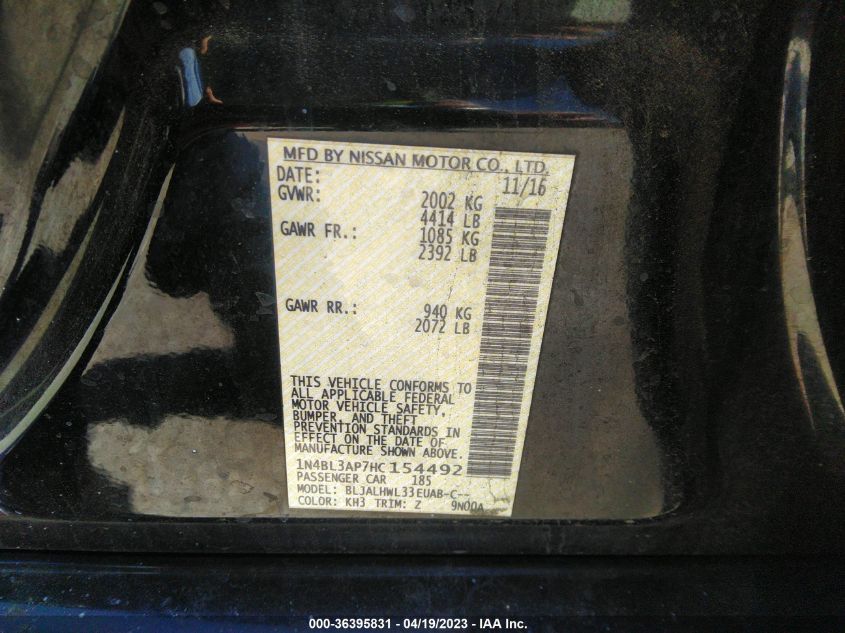 MFD BY NISSAN MOTOR CO., LTD.
DATE: 11/16
GVWR: 2002 KG
4414 LB
GAWR FR.: 1085 KG
2392 LB
GAWR RR.: 940 KG
2072 LB
THIS VEHICLE CONFORMS TO
ALL APPLICABLE FEDERAL
MOTOR VEHICLE SAFETY,
BUMPER, AND THEFT
PREVENTION STANDARDS IN
EFFECT ON THE DATE OF
MANUFACTURE SHOWN ABOVE.
1N4BL3AP7HC154492
PASSENGER CAR 185
MODEL: BLJALHWL33EUAB-C--
COLOR: KH3 TRIM: Z 9N00A
000-36395831 - 04/19/2023 - IAA Inc.